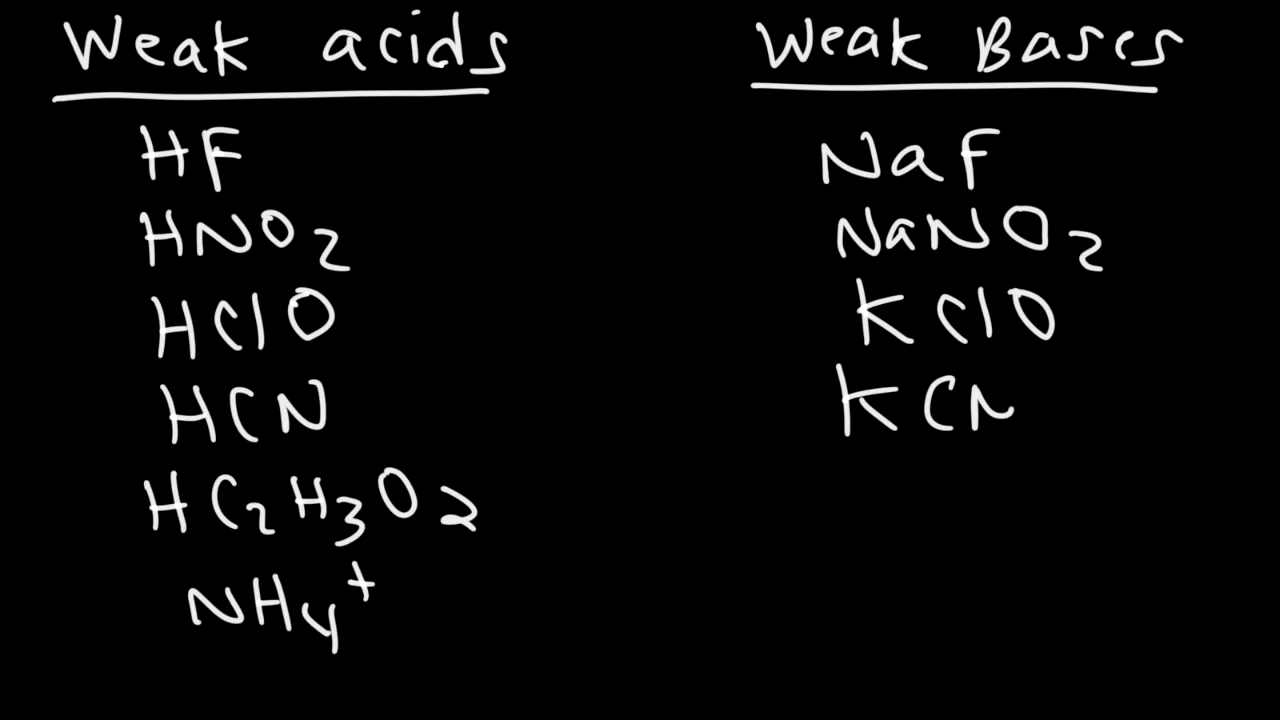 Weak acids
HF
HNO2
HClO
HCN
HC2H3O2
NH4+
Weak Bases
NaF
NaNO2
KClO
KCN